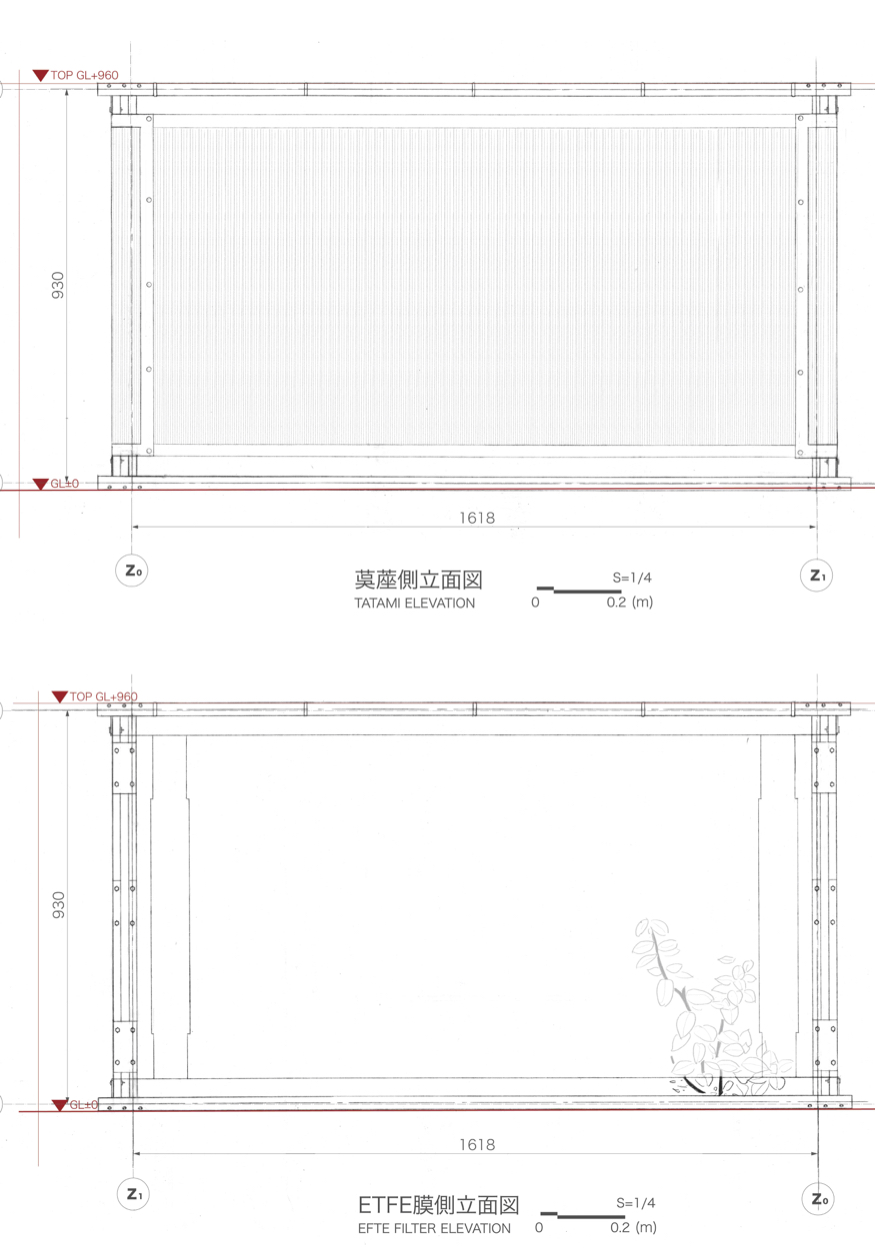 TOP GL+960
930
GL±0
1618
Z0
Z1
茣蓙側立面図
TATAMI ELEVATION
S=1/4
0 0.2 (m)
TOP GL+960
930
GL±0
1618
Z1
Z0
ETFE膜側立面図
EFTE FILTER ELEVATION
S=1/4
0 0.2 (m)